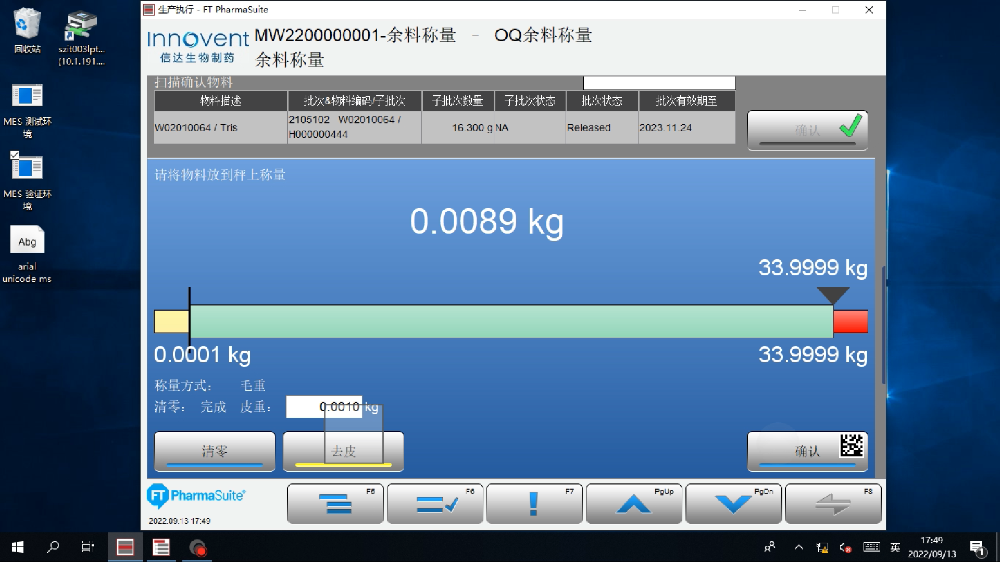 生产执行 - FT PharmaSuite
回收站
szit003lpt...
(10.1.191....
MES 测试环
境
MES 验证环
境
Abg
arial
unicode ms
Innovent
信达生物制药
MW2200000001-余料称量 - OQ余料称量
余料称量
扫描确认物料
物料描述 批次&物料编码/子批次 子批次数量 子批次状态 批次状态 批次有效期至
W02010064 / Tris 2105102 W02010064 / H000000444 16.300 g NA Released 2023.11.24
确认
请将物料放到秤上称量
0.0089 kg
33.9999 kg
0.0001 kg 33.9999 kg
称量方式: 毛重
清零: 完成 皮重: 0.0010 kg
清零 去皮 确认
FT PharmaSuite®
F5 F6 F7 PgUp PgDn F8
2022.09.13 17:49
英
17:49
2022/09/13
1